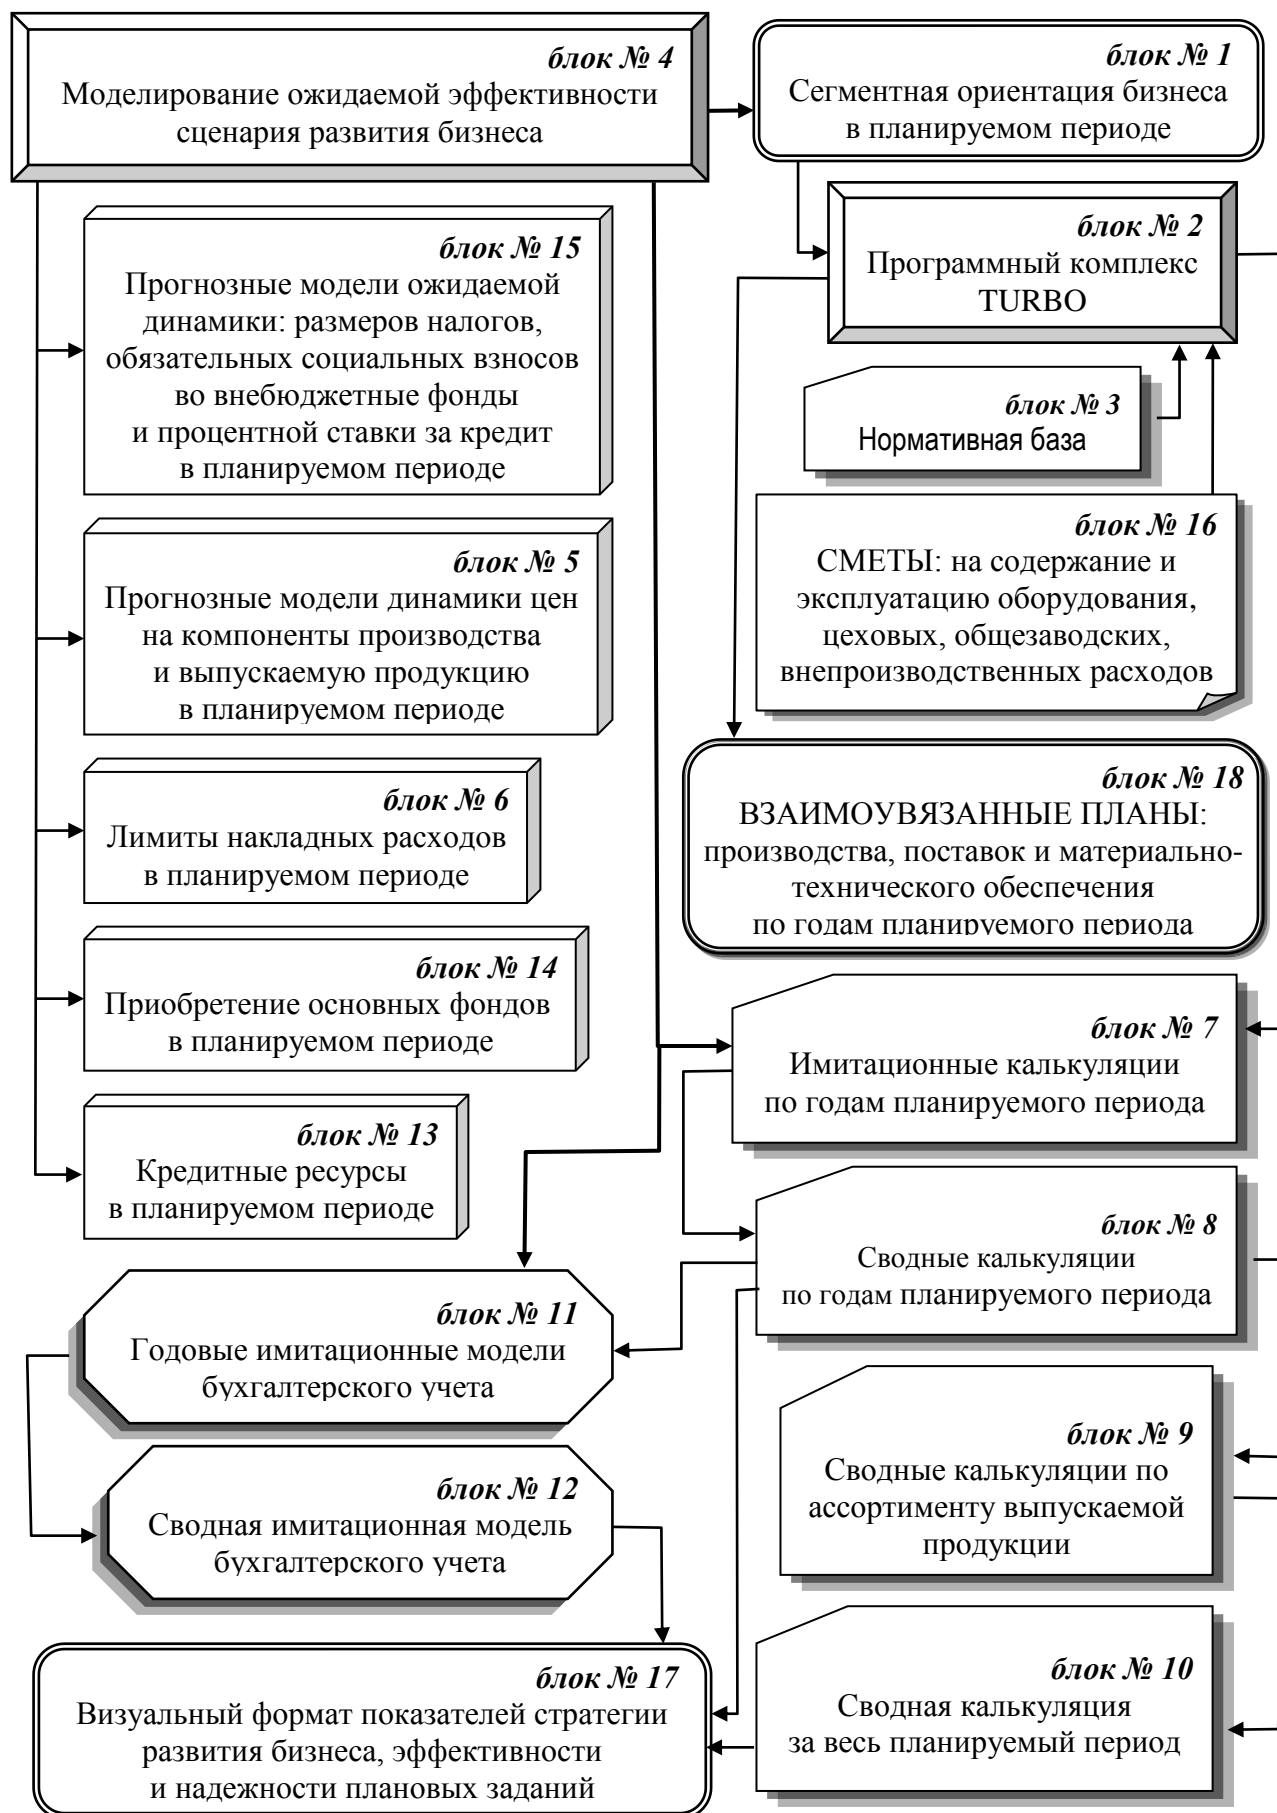 блок № 4
Моделирование ожидаемой эффективности
сценария развития бизнеса
блок № 1
Сегментная ориентация бизнеса
в планируемом периоде
блок № 2
Программный комплекс
TURBO
блок № 15
Прогнозные модели ожидаемой
динамики: размеров налогов,
обязательных социальных взносов
во внебюджетные фонды
и процентной ставки за кредит
в планируемом периоде
блок № 3
Нормативная база
блок № 16
СМЕТЫ: на содержание и
эксплуатацию оборудования,
цеховых, общезаводских,
внепроизводственных расходов
блок № 5
Прогнозные модели динамики цен
на компоненты производства
и выпускаемую продукцию
в планируемом периоде
блок № 18
ВЗАИМОУВЯЗАННЫЕ ПЛАНЫ:
производства, поставок и материально-
технического обеспечения
по годам планируемого периода
блок № 6
Лимиты накладных расходов
в планируемом периоде
блок № 14
Приобретение основных фондов
в планируемом периоде
блок № 7
Имитационные калькуляции
по годам планируемого периода
блок № 13
Кредитные ресурсы
в планируемом периоде
блок № 8
Сводные калькуляции
по годам планируемого периода
блок № 11
Годовые имитационные модели
бухгалтерского учета
блок № 9
Сводные калькуляции по
ассортименту выпускаемой
продукции
блок № 12
Сводная имитационная модель
бухгалтерского учета
блок № 10
Сводная калькуляция
за весь планируемый период
блок № 17
Визуальный формат показателей стратегии
развития бизнеса, эффективности
и надежности плановых заданий